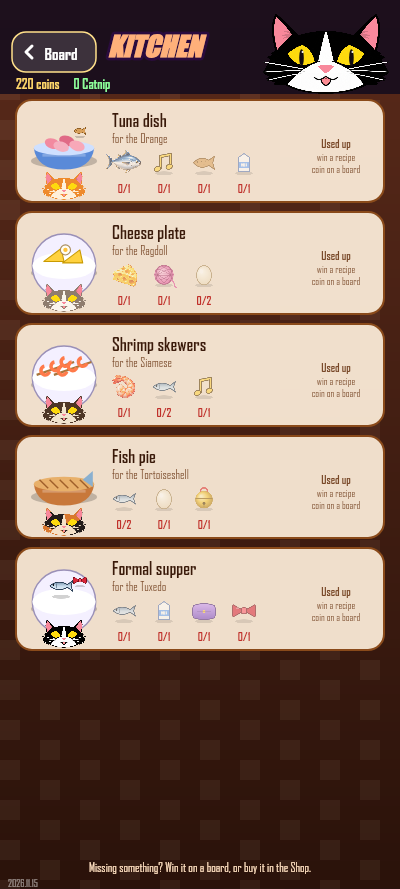 Board
KITCHEN
220 coins 0 Catnip
Tuna dish
for the Orange
0/1 0/1 0/1 0/1
Used up
win a recipe
coin on a board
Cheese plate
for the Ragdoll
0/1 0/1 0/2
Used up
win a recipe
coin on a board
Shrimp skewers
for the Siamese
0/1 0/2 0/1
Used up
win a recipe
coin on a board
Fish pie
for the Tortoiseshell
0/2 0/1 0/1
Used up
win a recipe
coin on a board
Formal supper
for the Tuxedo
0/1 0/1 0/1 0/1
Used up
win a recipe
coin on a board
Missing something? Win it on a board, or buy it in the Shop.